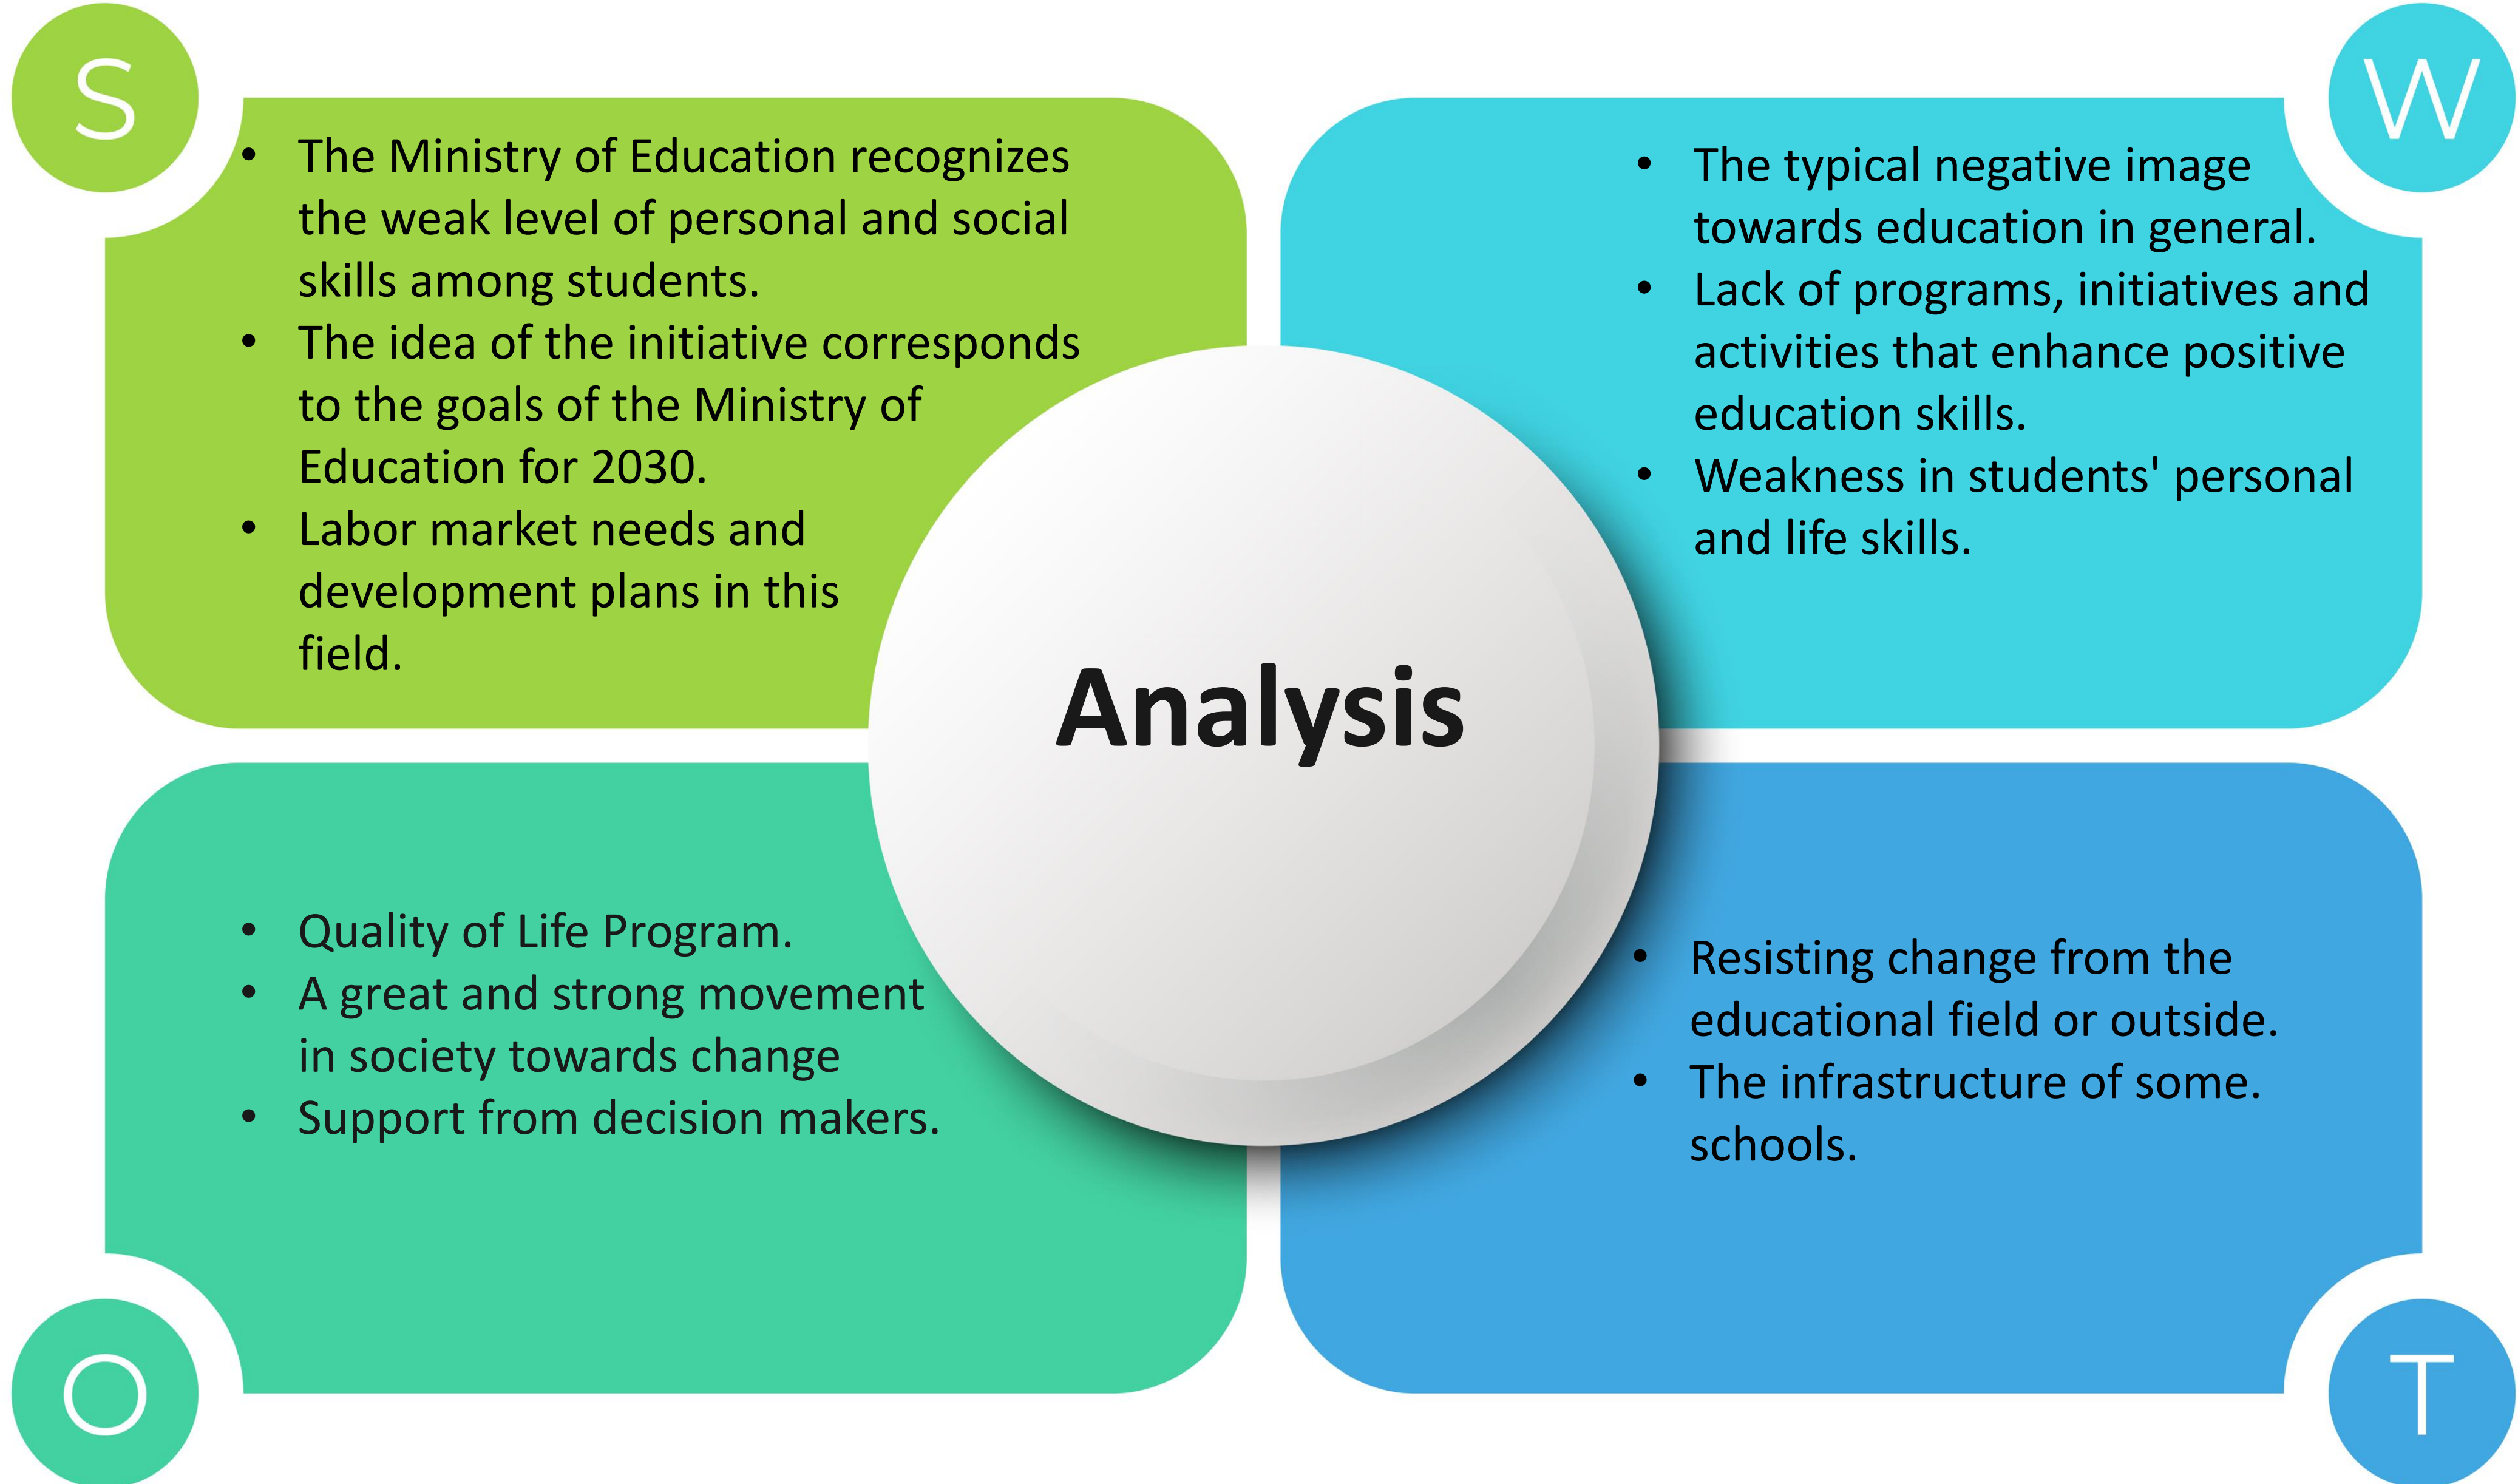 S
• The Ministry of Education recognizes
the weak level of personal and social
skills among students.
• The idea of the initiative corresponds
to the goals of the Ministry of
Education for 2030.
• Labor market needs and
development plans in this
field.
W
• The typical negative image
towards education in general.
• Lack of programs, initiatives and
activities that enhance positive
education skills.
• Weakness in students' personal
and life skills.
Analysis
• Quality of Life Program.
• A great and strong movement
in society towards change
• Support from decision makers.
O
• Resisting change from the
educational field or outside.
• The infrastructure of some.
schools.
T